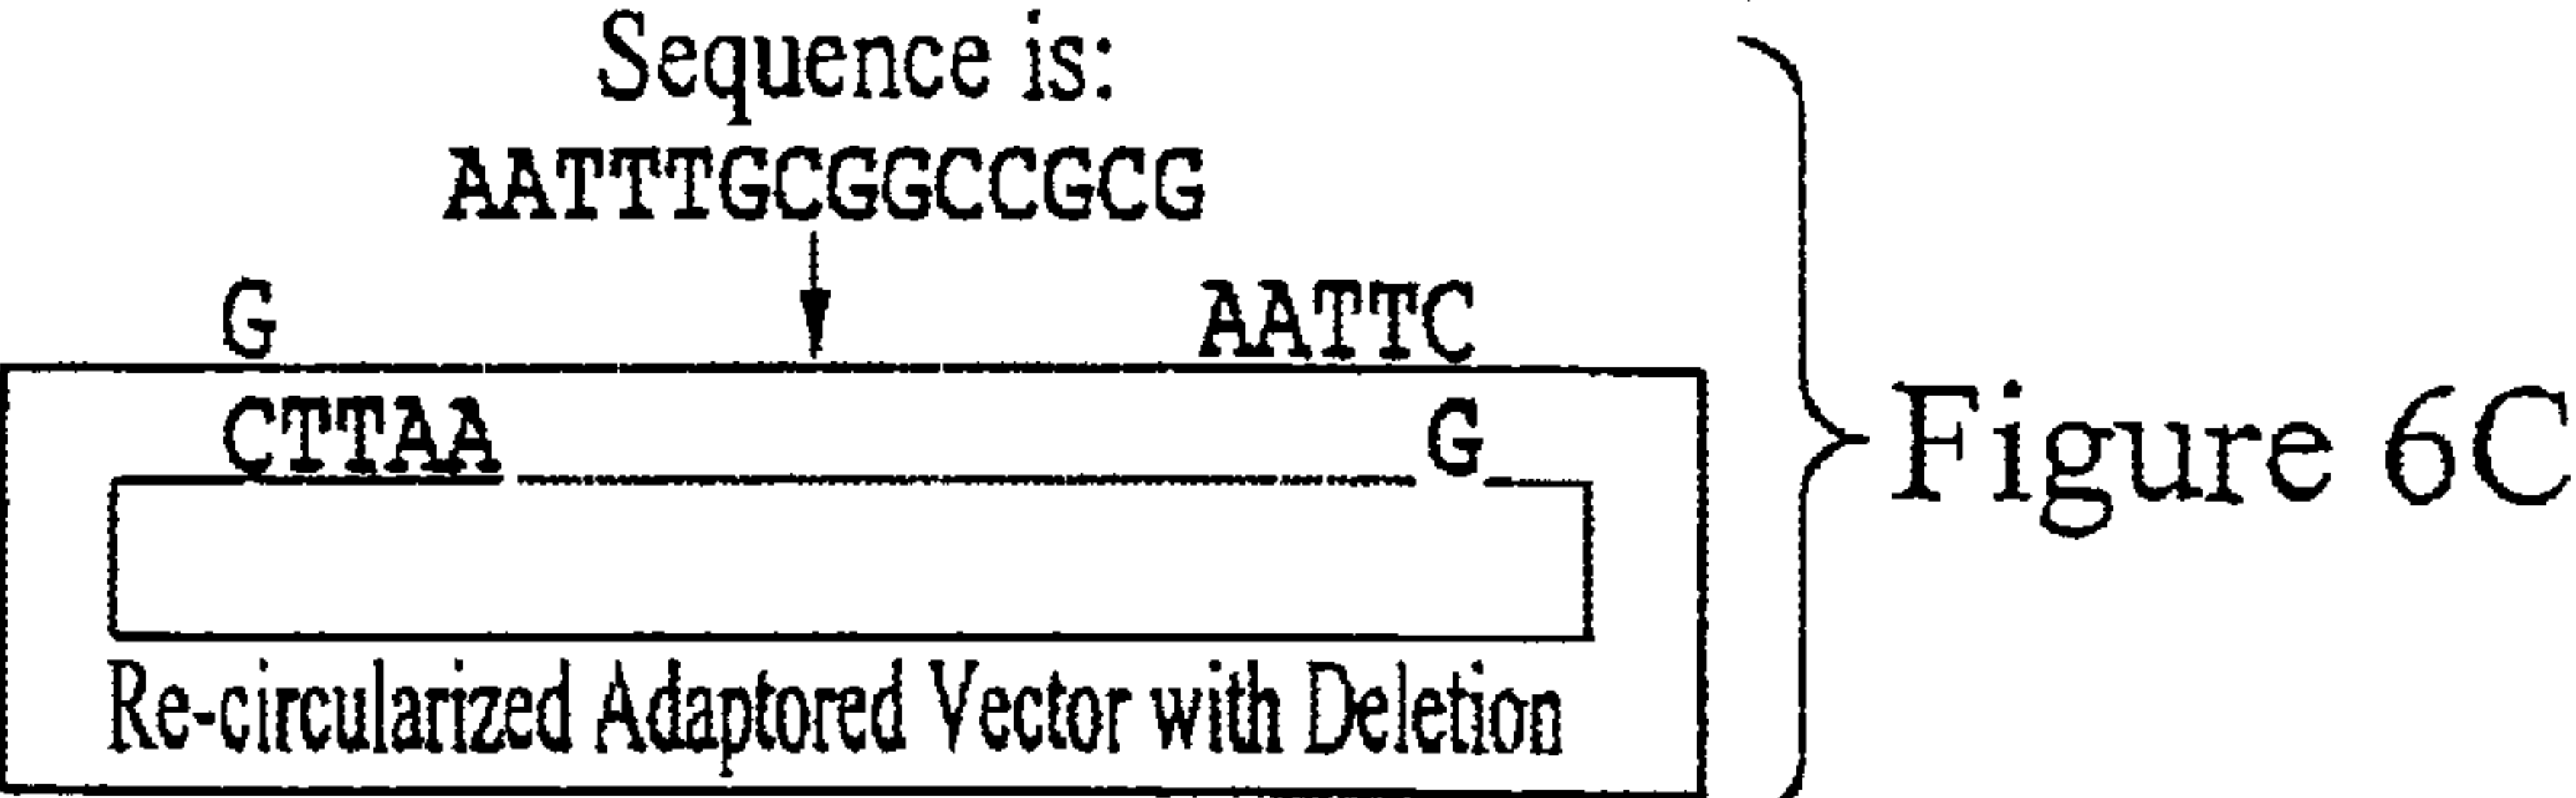 Sequence is:
AATTTGCGGCCGCG
G AATTC
CTTAA G
Re-circularized Adaptored Vector with Deletion
Figure 6C